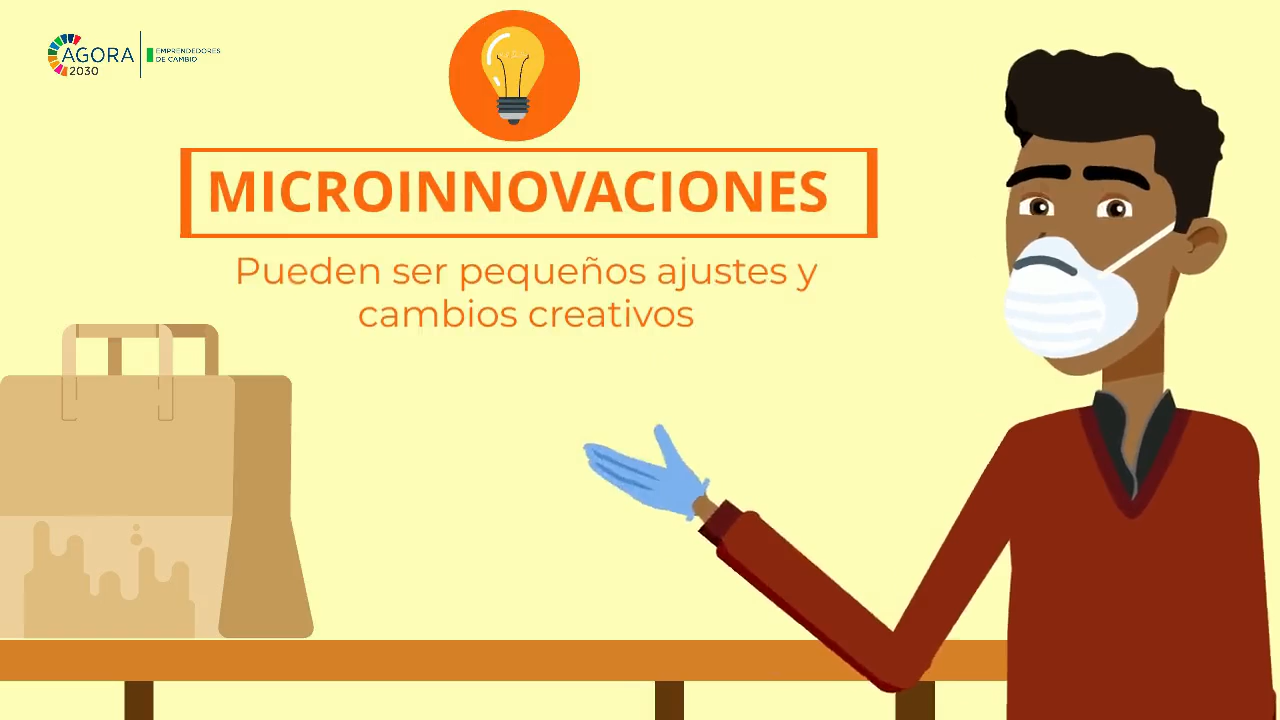 AGORA
2030
EMPRENDEDORES
DE CAMBIO
MICROINNOVACIONES
Pueden ser pequeños ajustes y
cambios creativos